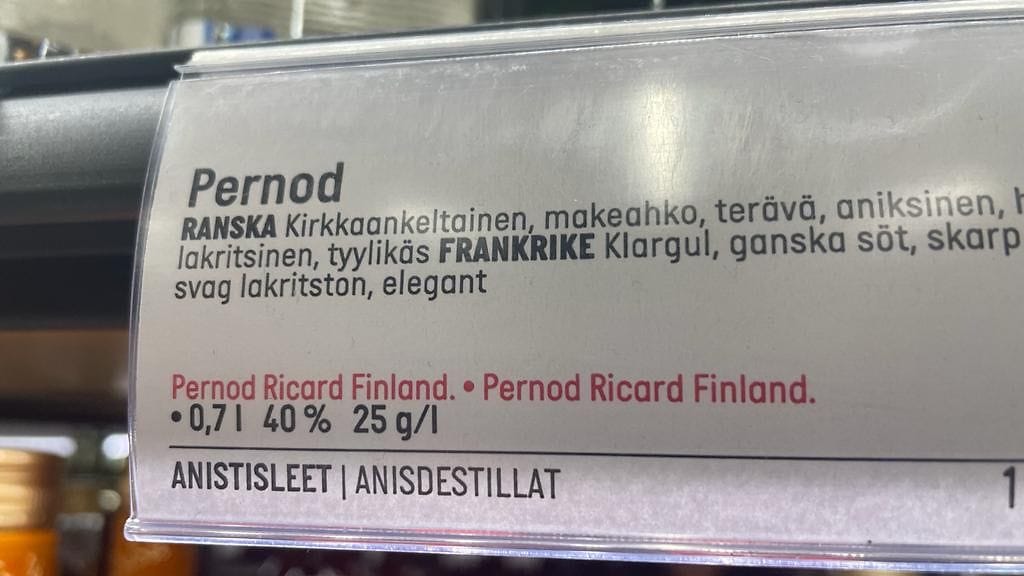 Pernod
RANSKA Kirkkaankeltainen, makeahko, terävä, aniksinen,
lakritsinen, tyylikäs FRANKRIKE Klargul, ganska söt, skarp
svag lakritston, elegant
Pernod Ricard Finland. • Pernod Ricard Finland.
• 0,7 l 40 % 25 g/l
ANISTISLEET | ANISDESTILLAT